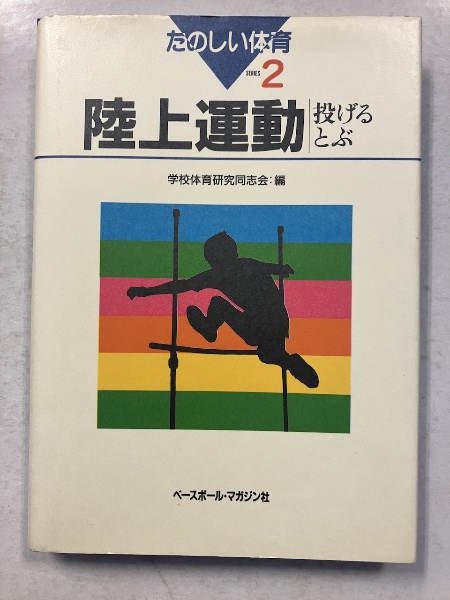 たのしい体育
SERIES 2
陸上運動 投げる
とぶ
学校体育研究同志会:編
ベースボール・マガジン社